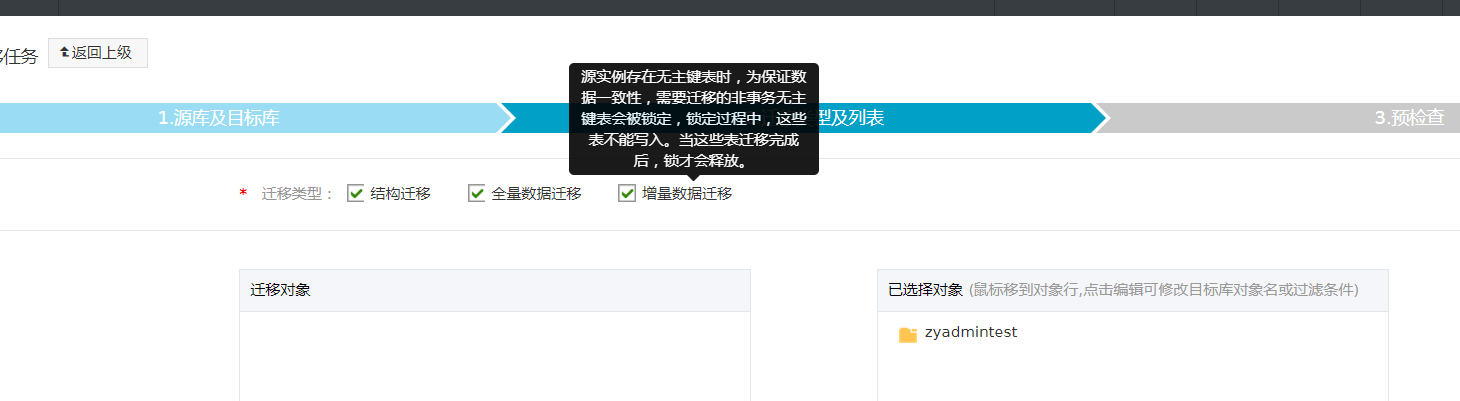 任务
返回上级
源实例存在无主键表时，为保证数
据一致性，需要迁移的非事务无主
键表会被锁定，锁定过程中，这些
表不能写入。当这些表迁移完成
后，锁才会释放。
1.源库及目标库
型及列表
3.预检查
* 迁移类型： 结构迁移 全量数据迁移 增量数据迁移
迁移对象
已选择对象 (鼠标移到对象行,点击编辑可修改目标库对象名或过滤条件)
zyadmintest